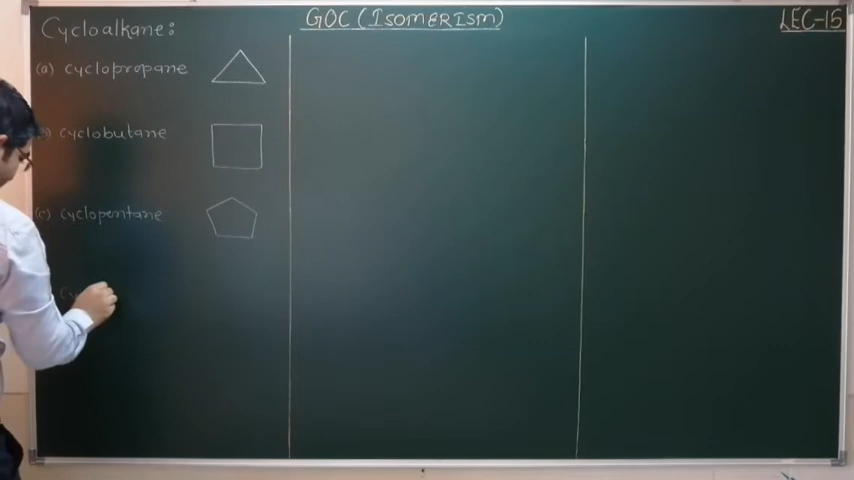 GOC (ISOMERISM)
LEC-15
Cycloalkane:
(a) cyclopropane
cyclobutane
(c) cyclopentane